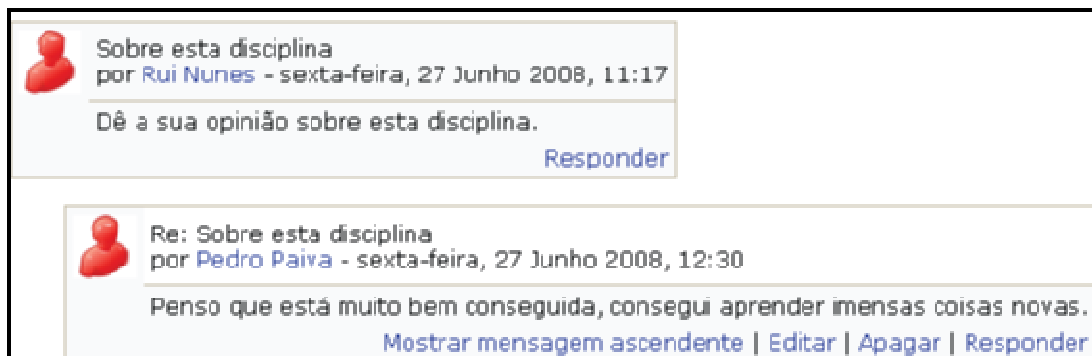 Sobre esta disciplina
por Rui Nunes - sexta-feira, 27 Junho 2008, 11:17
Dê a sua opinião sobre esta disciplina.
Responder
Re: Sobre esta disciplina
por Pedro Paiva - sexta-feira, 27 Junho 2008, 12:30
Penso que está muito bem conseguida, consegui aprender imensas coisas novas.
Mostrar mensagem ascendente | Editar | Apagar | Responder